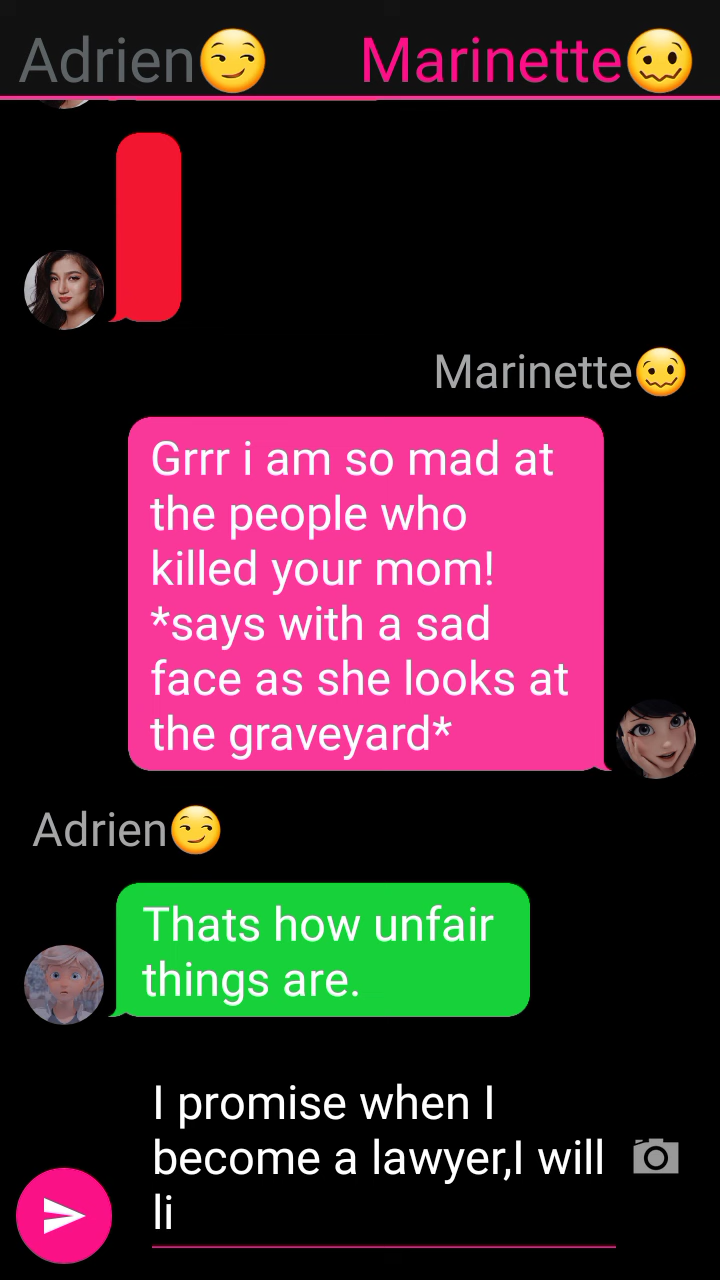 Adrien😏 Marinette🥴
Marinette🥴
Grrr i am so mad at
the people who
killed your mom!
*says with a sad
face as she looks at
the graveyard*
Adrien😏
Thats how unfair
things are.
I promise when I
become a lawyer,I will
li